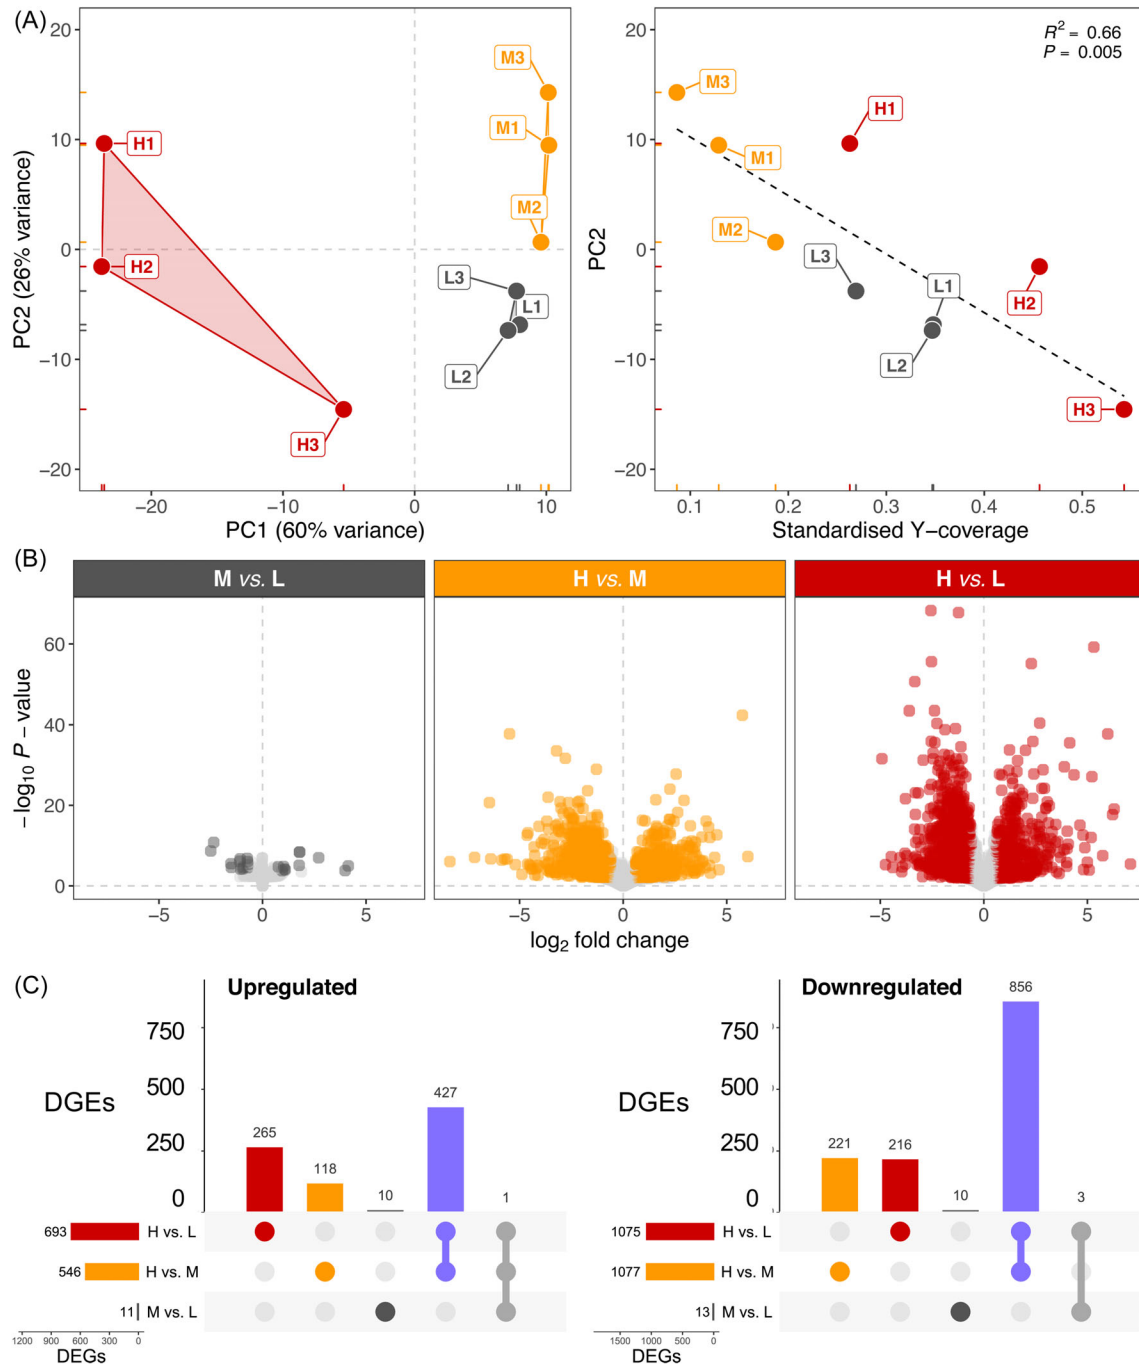 (A)
20
10
0
−10
−20
PC2 (26% variance)
H1
H2
H3
M3
M1
M2
L3
L1
L2
−20
−10
0
10
PC1 (60% variance)
20
10
0
−10
−20
PC2
R² = 0.66
P = 0.005
M3
M1
M2
H1
L3
L1
L2
H2
H3
0.1
0.2
0.3
0.4
0.5
Standardised Y−coverage
(B)
M vs. L
H vs. M
H vs. L
60
40
20
0
−log₁₀ P − value
−5
0
5
−5
0
5
−5
0
5
log₂ fold change
(C)
Upregulated
750
500
250
0
DGEs
265
118
10
427
1
693
H vs. L
546
H vs. M
11
M vs. L
1200
900
600
300
0
DEGs
Downregulated
750
500
250
0
DGEs
221
216
10
856
3
1075
H vs. L
1077
H vs. M
13
M vs. L
1500
1000
500
0
DEGs